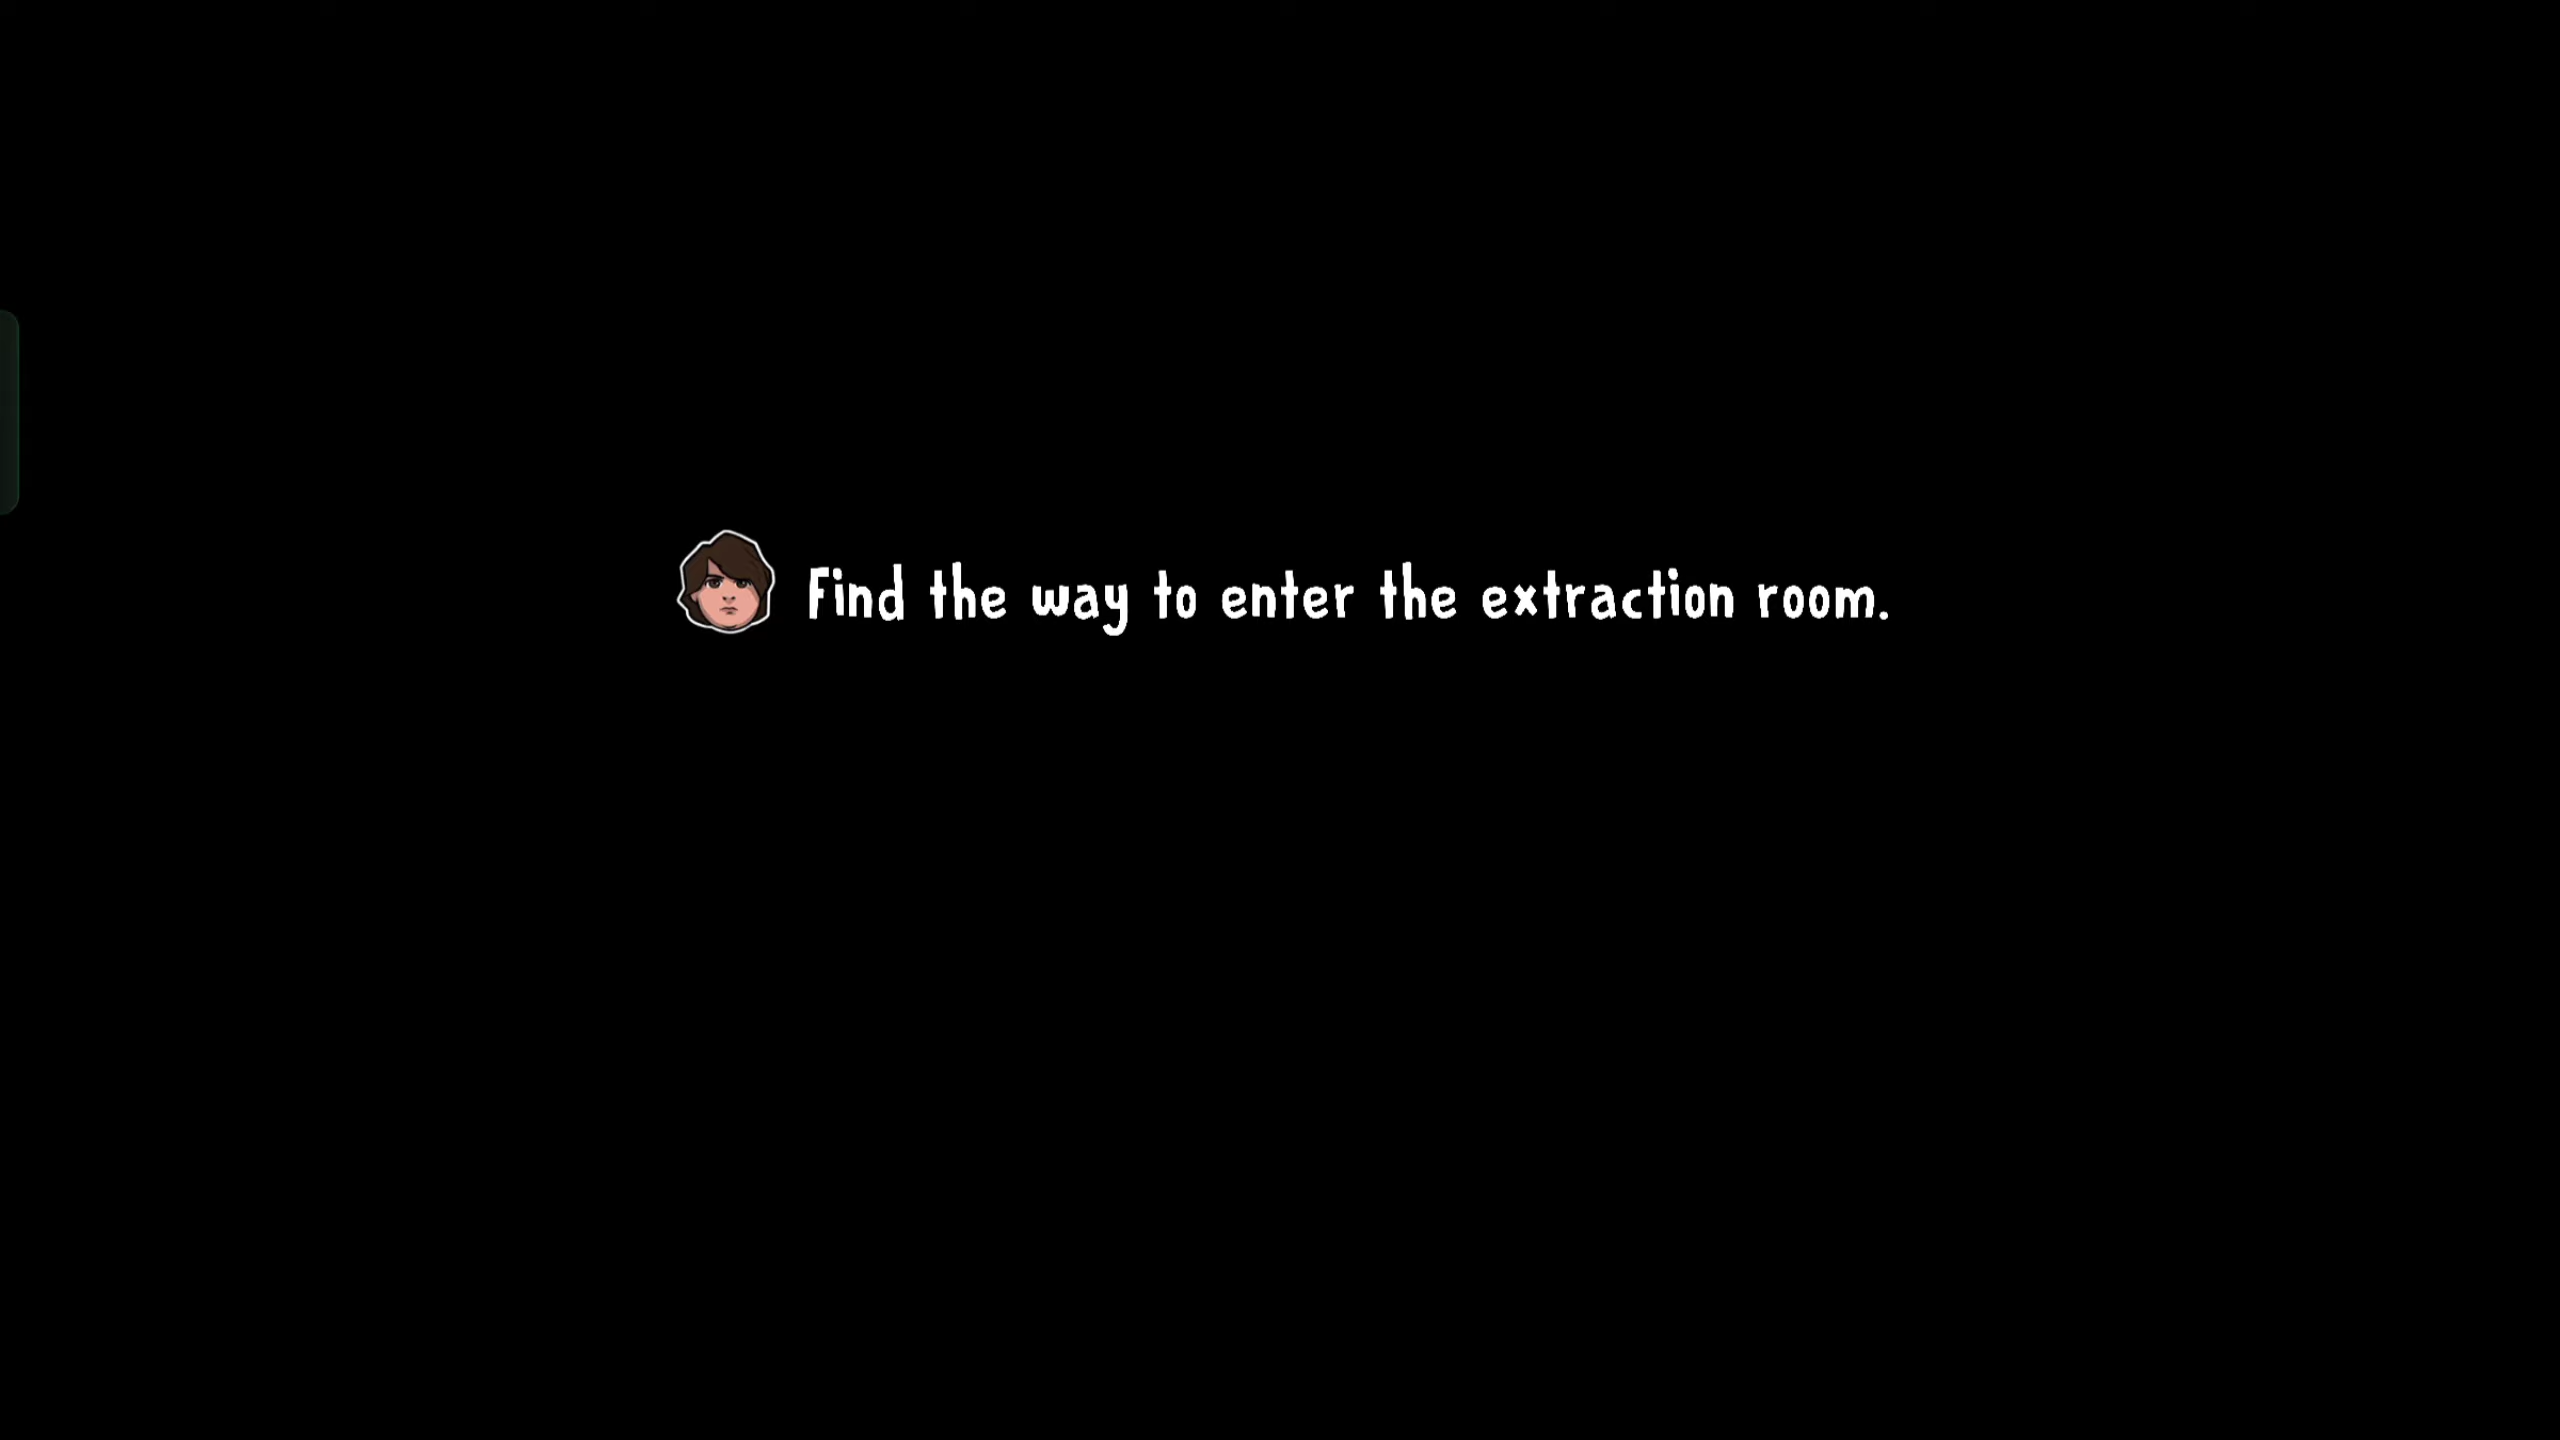 Find the way to enter the extraction room.